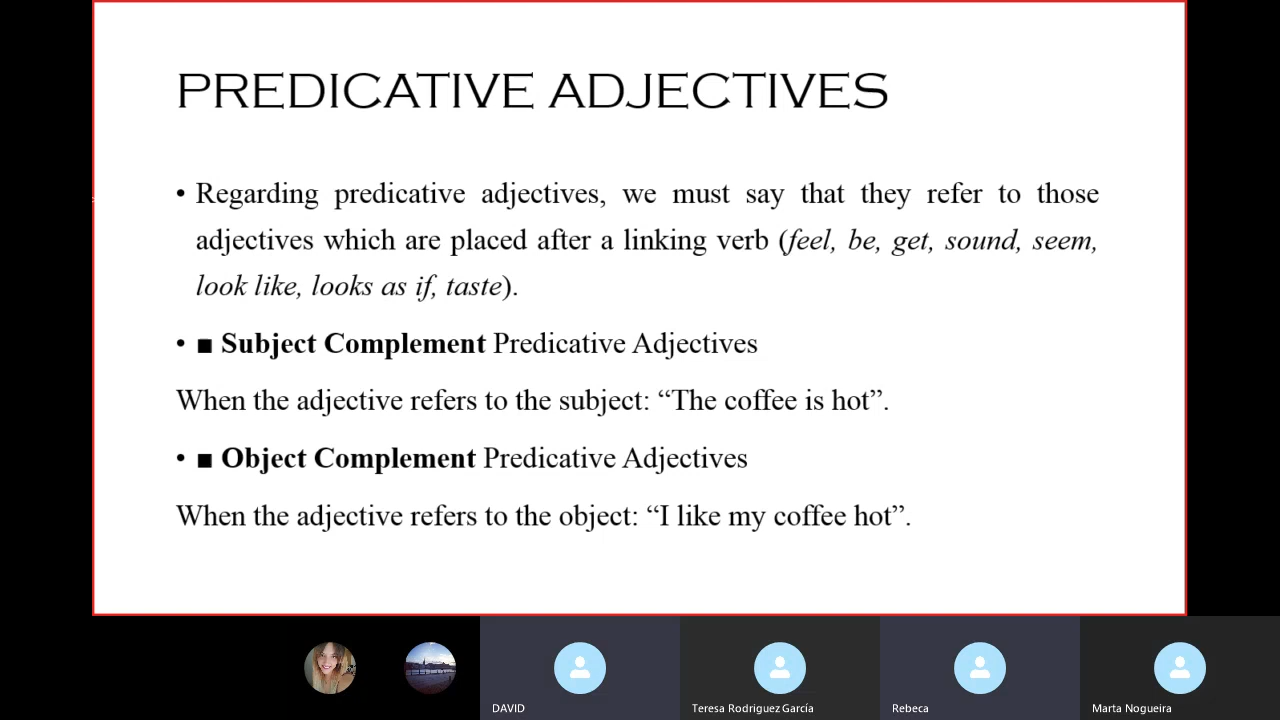 PREDICATIVE ADJECTIVES
• Regarding predicative adjectives, we must say that they refer to those
adjectives which are placed after a linking verb (feel, be, get, sound, seem,
look like, looks as if, taste).
• ■ Subject Complement Predicative Adjectives
When the adjective refers to the subject: “The coffee is hot”.
• ■ Object Complement Predicative Adjectives
When the adjective refers to the object: “I like my coffee hot”.
DAVID
Teresa Rodriguez García
Rebeca
Marta Nogueira